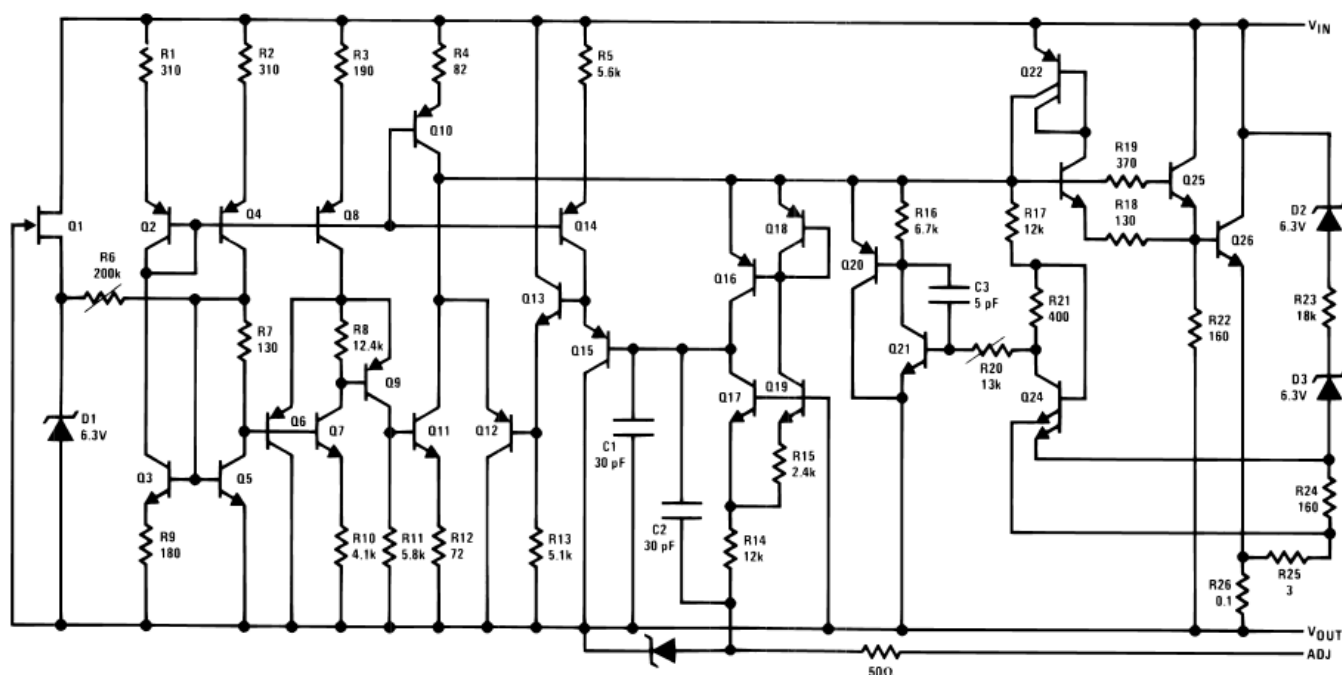 VIN
R1
310
R2
310
R3
190
R4
82
R5
5.6k
Q22
Q10
R19
370
Q25
R18
130
Q26
D2
6.3V
Q1
Q2
Q4
Q8
Q14
Q18
R16
6.7k
R17
12k
R6
200k
Q16
Q20
C3
5 pF
Q13
R21
400
R23
18k
R7
130
R8
12.4k
Q15
Q21
R20
13k
R22
160
Q9
Q17
Q19
Q24
D3
6.3V
D1
6.3V
Q6
Q7
Q11
Q12
C1
30 pF
R15
2.4k
Q3
Q5
R24
160
R9
180
R10
4.1k
R11
5.8k
R12
72
R13
5.1k
C2
30 pF
R14
12k
R26
0.1
R25
3
VOUT
ADJ
50Ω